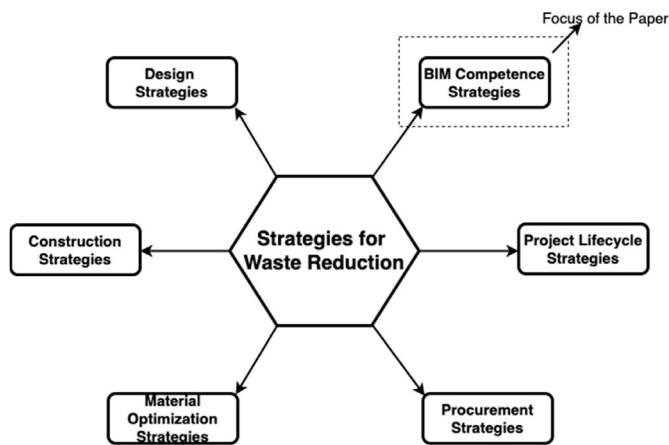 Focus of the Paper
Design
Strategies
BIM Competence
Strategies
Construction
Strategies
Strategies for
Waste Reduction
Project Lifecycle
Strategies
Material
Optimization
Strategies
Procurement
Strategies